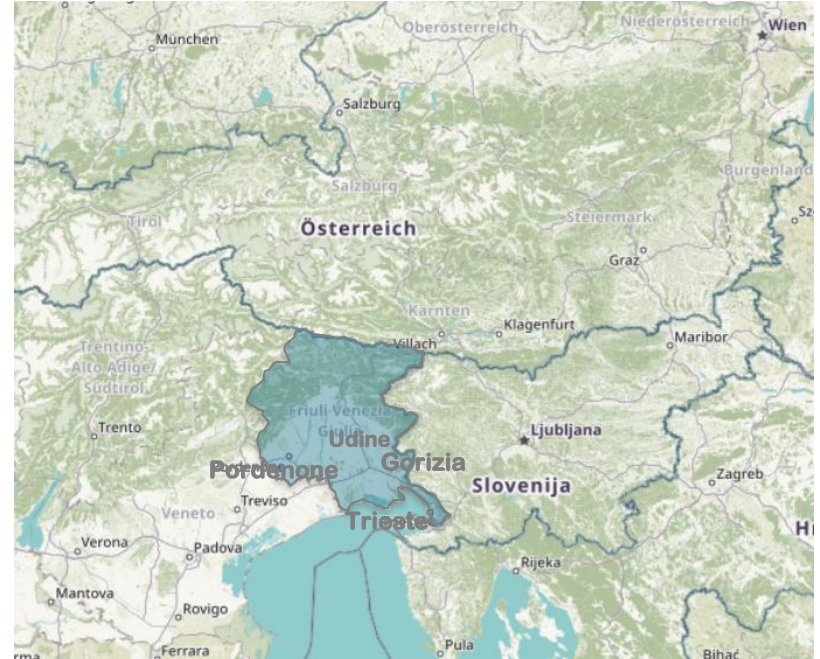 München
Oberösterreich
Niederösterreich
Wien
Salzburg
Salzburg
Burgenland
Tirol
Steiermark
Österreich
Graz
Kärnten
Klagenfurt
Villach
Maribor
Trentino-
Alto Adige/
Südtirol
Friuli Venezia
Giulia
Trento
Udine
Ljubljana
Pordenone
Gorizia
Zagreb
Slovenija
Treviso
Veneto
Trieste
Verona
Padova
Rijeka
Mantova
Rovigo
Ferrara
Pula
Bihać